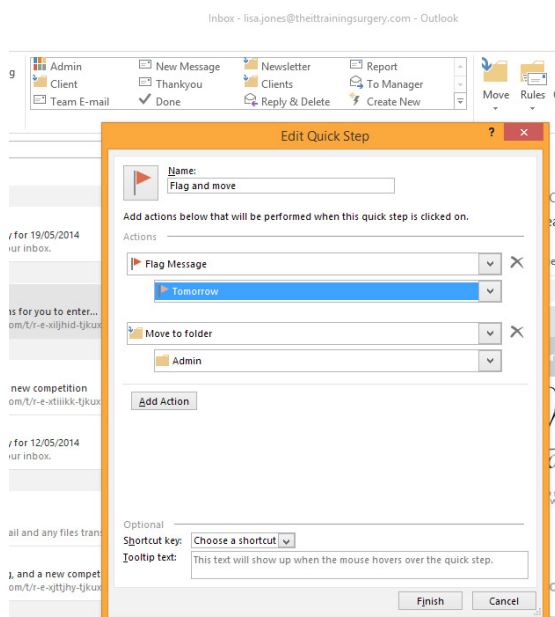 Inbox - lisa.jones@theittrainingsurgery.com - Outlook
g Admin New Message Newsletter Report
Client Thankyou Clients To Manager
Team E-mail Done Reply & Delete Create New
Move Rules
Edit Quick Step ?
Name:
Flag and move
Add actions below that will be performed when this quick step is clicked on.
Actions
y for 19/05/2014
our inbox.
Flag Message
Tomorrow
ns for you to enter...
om/t/r-e-xiljhid-tjkux
Move to folder
Admin
new competition
om/t/r-e-xtiiikk-tjkux
Add Action
y for 12/05/2014
our inbox.
Optional
ail and any files trans
Shortcut key: Choose a shortcut
Tooltip text: This text will show up when the mouse hovers over the quick step.
g, and a new compet
om/t/r-e-xjttjhy-tjkux
Finish Cancel